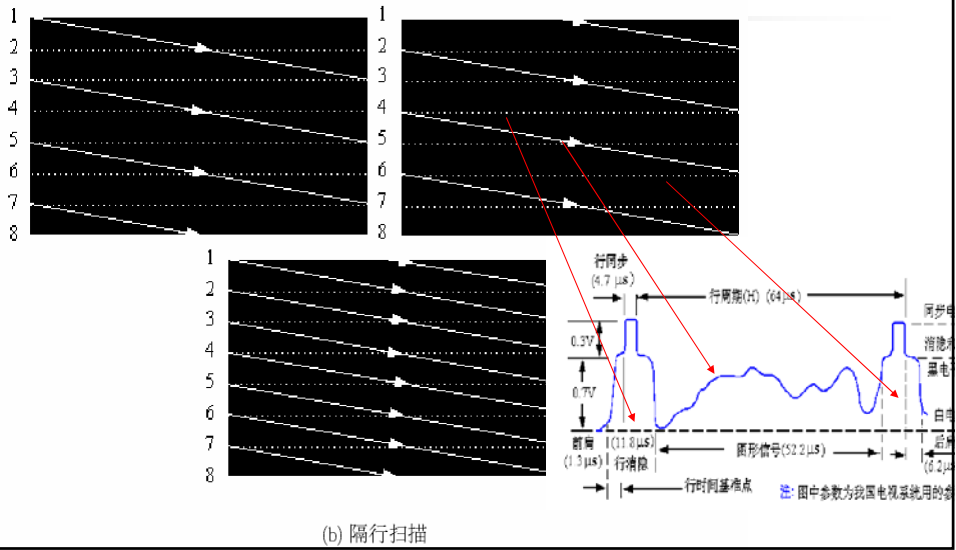 1
2
3
4
5
6
7
8
1
2
3
4
5
6
7
8
1
2
3
4
5
6
7
8
行同步
(4.7 μs)
行周期(H) (64μs)
同步电
0.3V
消隐
黑电
0.7V
白电
前肩
(11.8μs)
图形信号(52.2μs)
后肩
(1.3μs)
行消隐
(6.2μs)
行时间基准点
注: 图中参数为我国电视系统用的参
(b) 隔行扫描